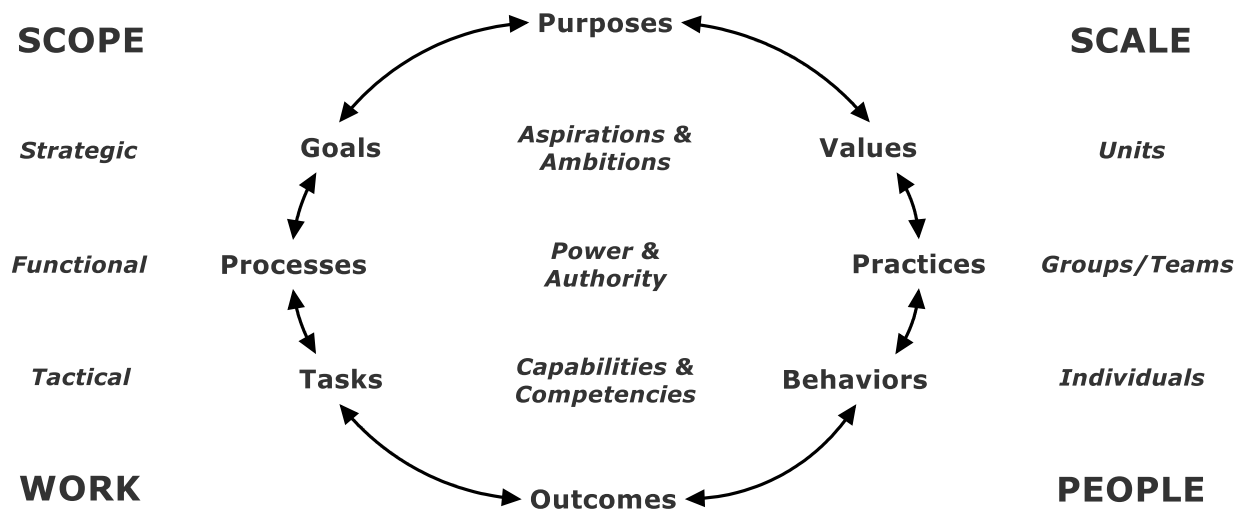 Purposes
SCOPE
SCALE
Strategic
Goals
Aspirations &
Ambitions
Values
Units
Functional
Processes
Power &
Authority
Practices
Groups/Teams
Tactical
Tasks
Capabilities &
Competencies
Behaviors
Individuals
WORK
Outcomes
PEOPLE